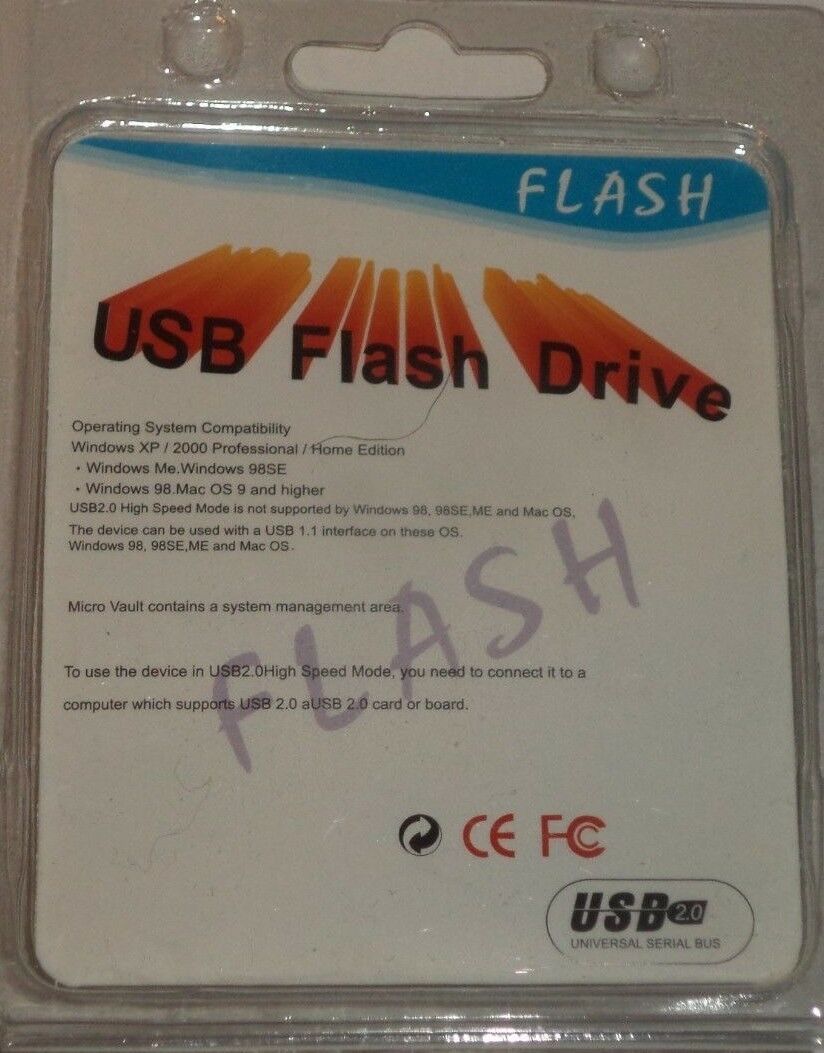 FLASH
USB Flash Drive
Operating System Compatibility
Windows XP / 2000 Professional / Home Edition
• Windows Me.Windows 98SE
• Windows 98.Mac OS 9 and higher
USB2.0 High Speed Mode is not supported by Windows 98, 98SE,ME and Mac OS,
The device can be used with a USB 1.1 interface on these OS.
Windows 98, 98SE,ME and Mac OS.
FLASH
Micro Vault contains a system management area.
To use the device in USB2.0High Speed Mode, you need to connect it to a
computer which supports USB 2.0 aUSB 2.0 card or board.
CE FC
USB 2.0
UNIVERSAL SERIAL BUS